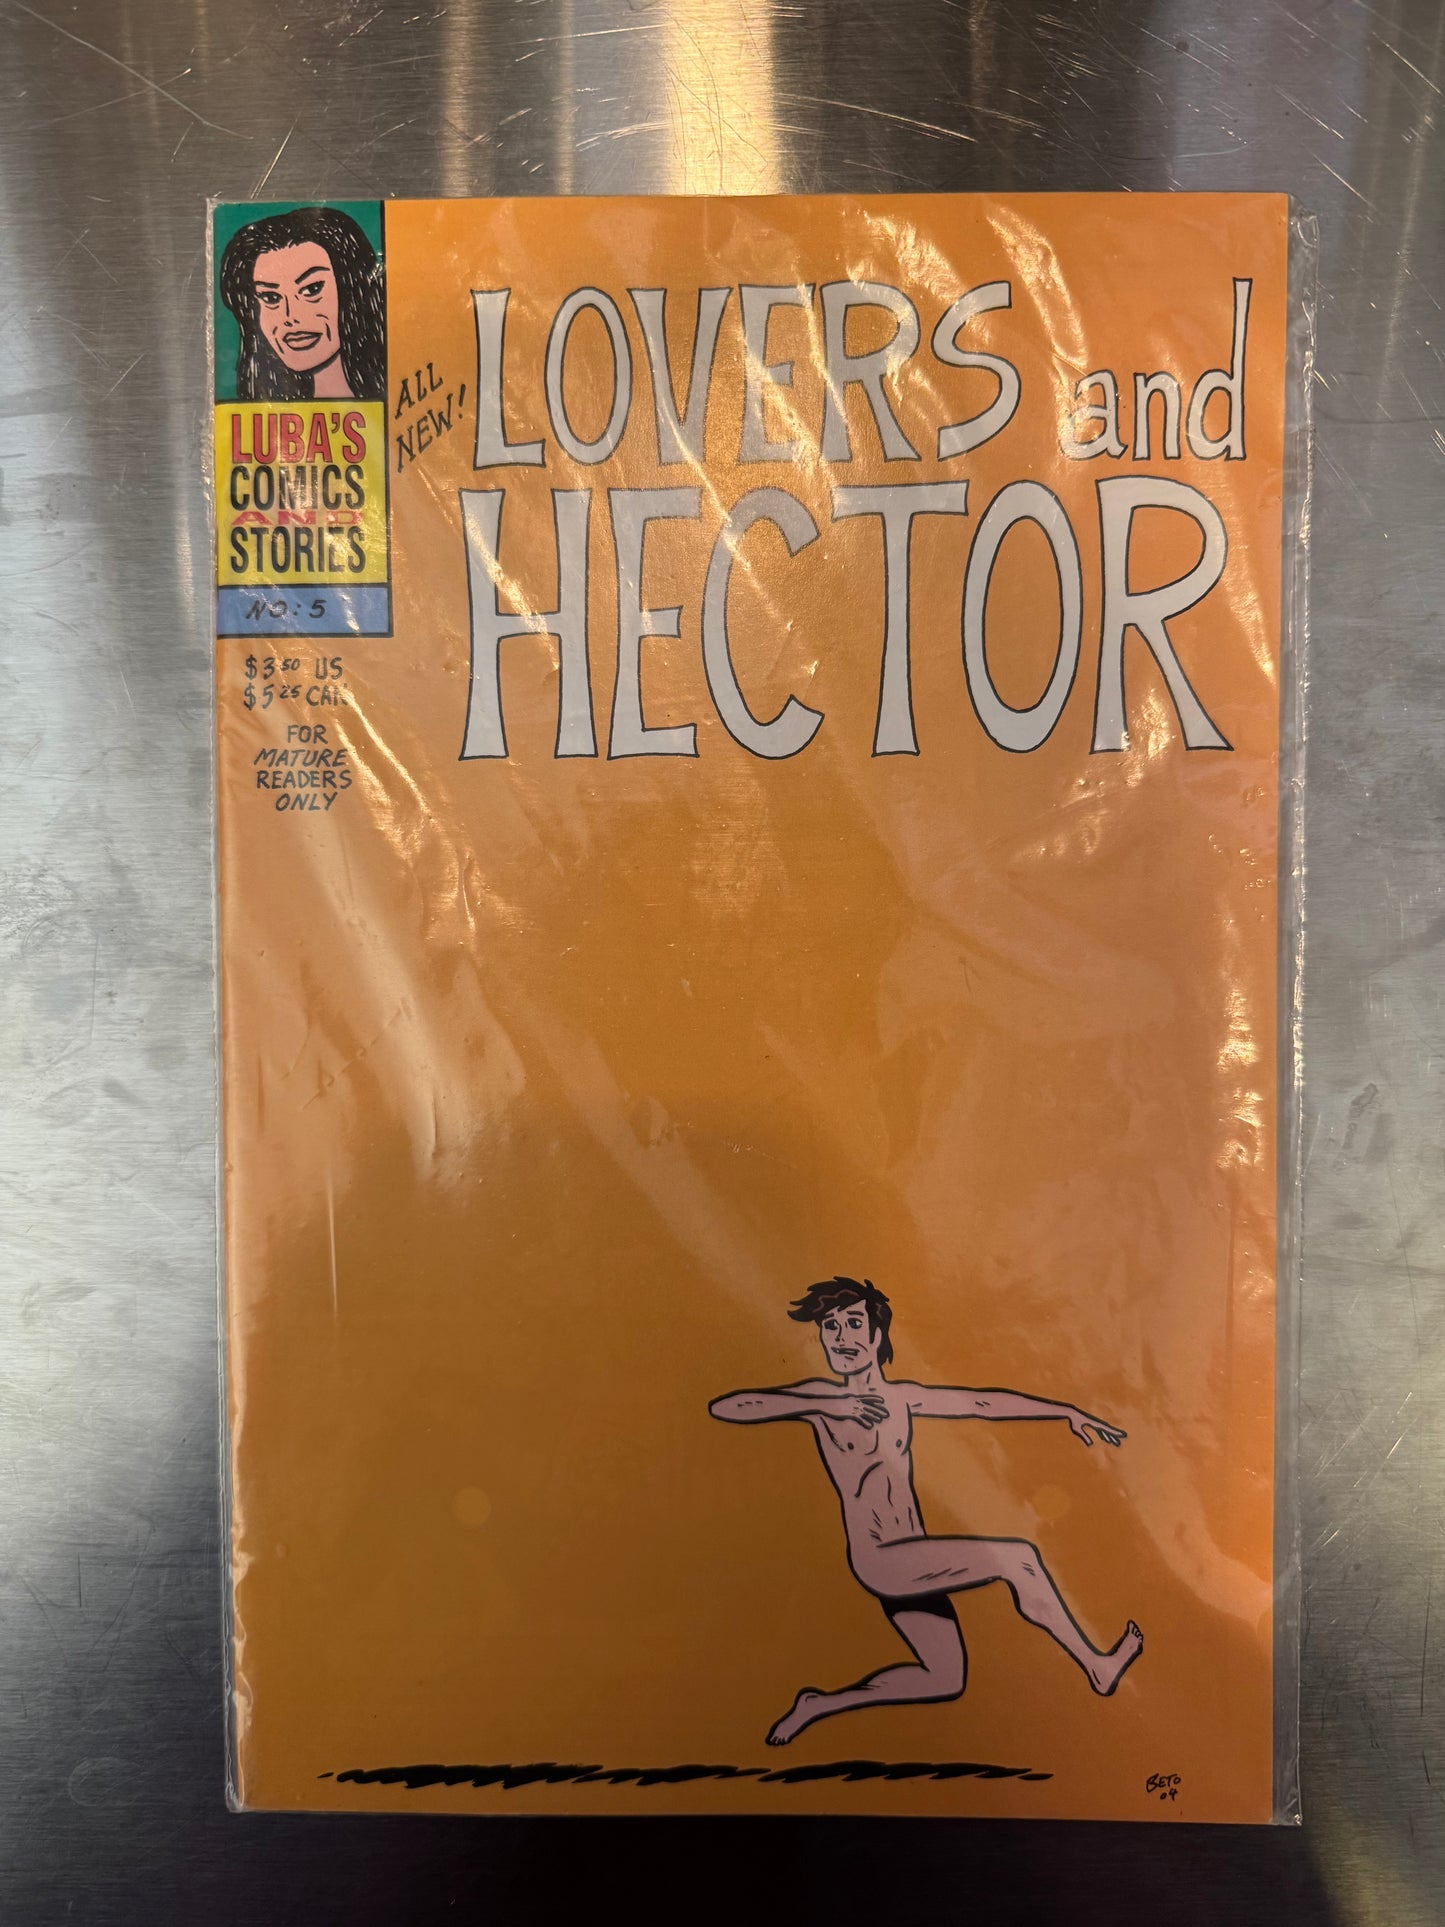 LUBA'S
COMICS
AND
STORIES
NO: 5
$3.50 US
$5.25 CAN
FOR
MATURE
READERS
ONLY
ALL
NEW!
LOVERS and
HECTOR
BETO
04